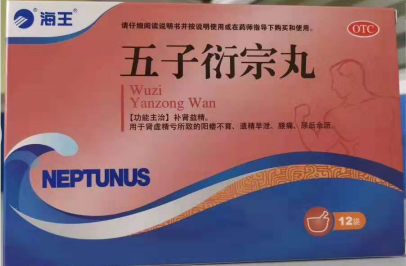 海王
请仔细阅读说明书并按说明使用或在药师指导下购买和使用。
OTC
五子衍宗丸
Wuzi
Yanzong Wan
【功能主治】补肾益精。
用于肾虚精亏所致的阳痿不育、遗精早泄、腰痛、尿后余沥。
NEPTUNUS
12袋